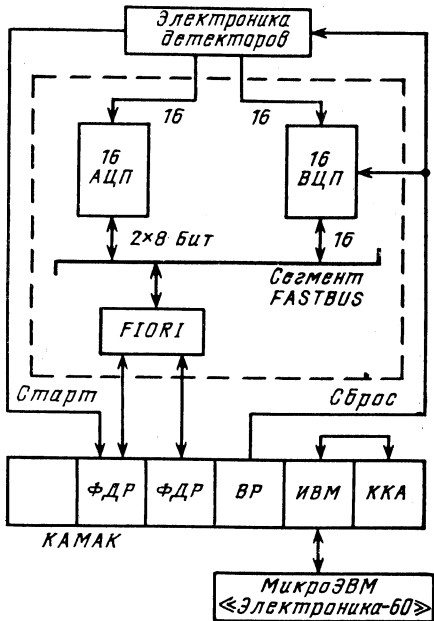 Электроника
детекаров
16 16
16
АЦП
16
ВЦП
2×8 Бит
16
Сегмент
FASTBUS
FIORI
Старт
Сброс
ФДР ФДР ВР ИВМ ККА
КАМАК
МикроЭВМ
≪Электроника-60≫